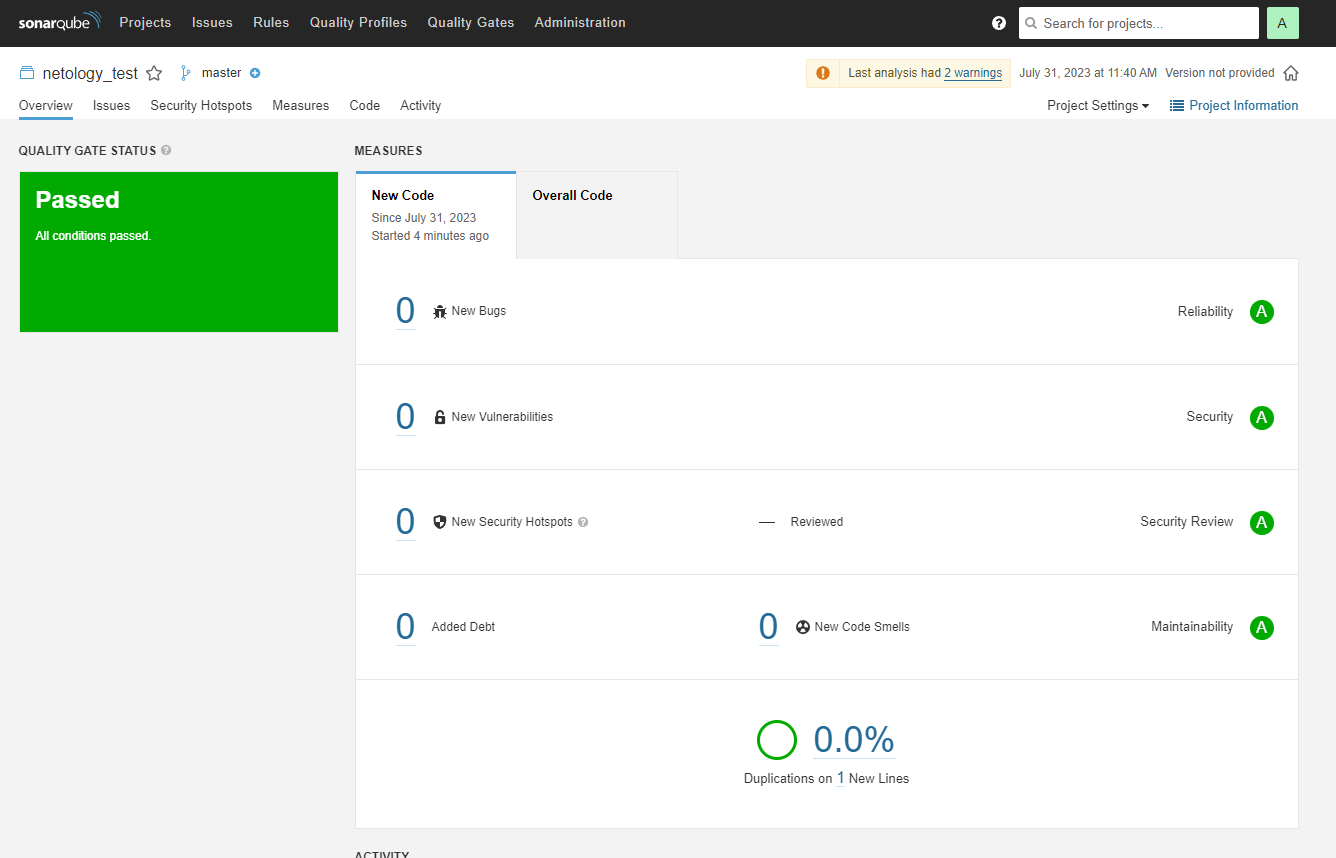 sonarqube Projects Issues Rules Quality Profiles Quality Gates Administration ? Search for projects... A
netology_test master Last analysis had 2 warnings July 31, 2023 at 11:40 AM Version not provided
Overview Issues Security Hotspots Measures Code Activity Project Settings Project Information
QUALITY GATE STATUS ?
Passed
All conditions passed.
MEASURES
New Code
Since July 31, 2023
Started 4 minutes ago
Overall Code
0 New Bugs Reliability A
0 New Vulnerabilities Security A
0 New Security Hotspots ? — Reviewed Security Review A
0 Added Debt 0 New Code Smells Maintainability A
0.0%
Duplications on 1 New Lines
ACTIVITY